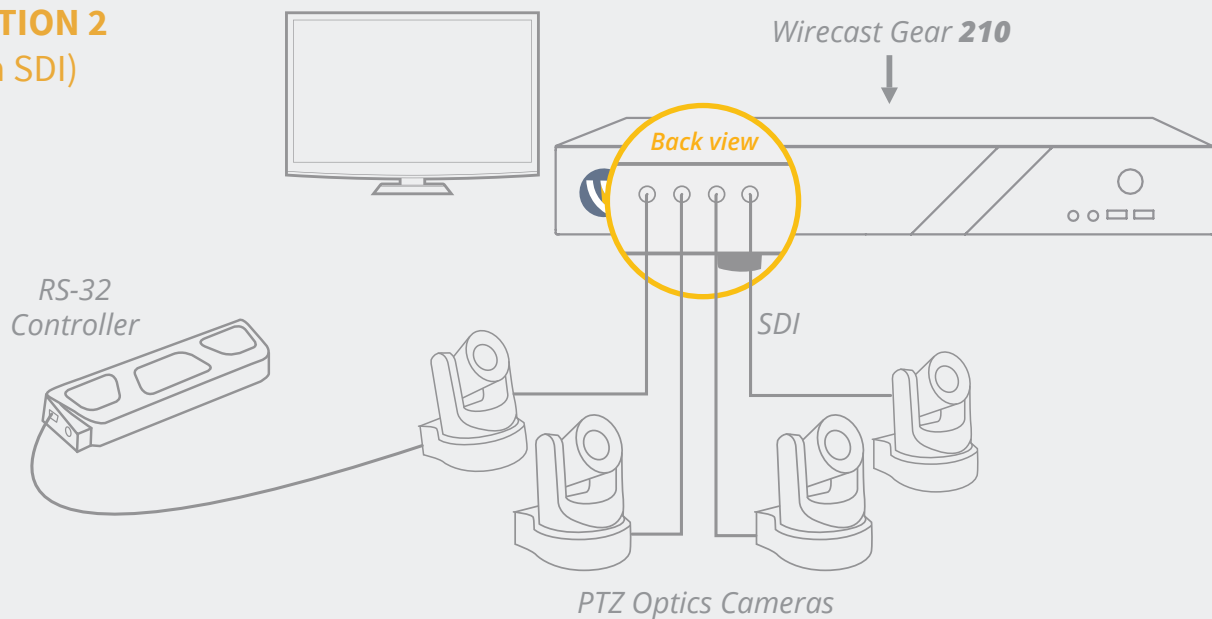 TION 2
SDI)
Wirecast Gear 210
Back view
RS-32
Controller
SDI
PTZ Optics Cameras